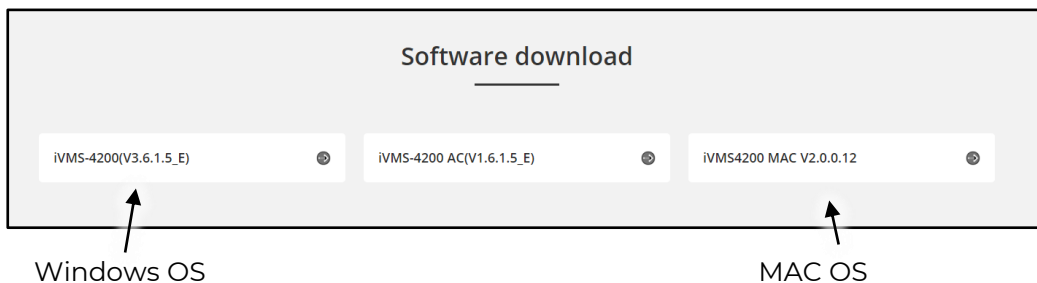 Software download
iVMS-4200(V3.6.1.5_E)
iVMS-4200 AC(V1.6.1.5_E)
iVMS4200 MAC V2.0.0.12
Windows OS
MAC OS